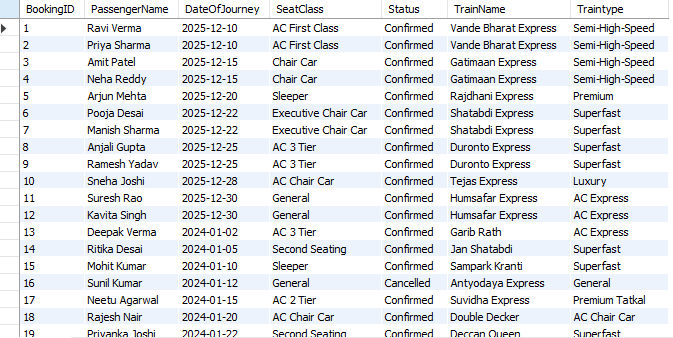 BookingID PassengerName DateOfJourney SeatClass Status TrainName Traintype
1 Ravi Verma 2025-12-10 AC First Class Confirmed Vande Bharat Express Semi-High-Speed
2 Priya Sharma 2025-12-10 AC First Class Confirmed Vande Bharat Express Semi-High-Speed
3 Amit Patel 2025-12-15 Chair Car Confirmed Gatimaan Express Semi-High-Speed
4 Neha Reddy 2025-12-15 Chair Car Confirmed Gatimaan Express Semi-High-Speed
5 Arjun Mehta 2025-12-20 Sleeper Confirmed Rajdhani Express Premium
6 Pooja Desai 2025-12-22 Executive Chair Car Confirmed Shatabdi Express Superfast
7 Manish Sharma 2025-12-22 Executive Chair Car Confirmed Shatabdi Express Superfast
8 Anjali Gupta 2025-12-25 AC 3 Tier Confirmed Duronto Express Superfast
9 Ramesh Yadav 2025-12-25 AC 3 Tier Confirmed Duronto Express Superfast
10 Sneha Joshi 2025-12-28 AC Chair Car Confirmed Tejas Express Luxury
11 Suresh Rao 2025-12-30 General Confirmed Humsafar Express AC Express
12 Kavita Singh 2025-12-30 General Confirmed Humsafar Express AC Express
13 Deepak Verma 2024-01-02 AC 3 Tier Confirmed Garib Rath AC Express
14 Ritika Desai 2024-01-05 Second Seating Confirmed Jan Shatabdi Superfast
15 Mohit Kumar 2024-01-10 Sleeper Confirmed Sampark Kranti Superfast
16 Sunil Kumar 2024-01-12 General Cancelled Antyodaya Express General
17 Neetu Agarwal 2024-01-15 AC 2 Tier Confirmed Suvidha Express Premium Tatkal
18 Rajesh Nair 2024-01-20 AC Chair Car Confirmed Double Decker AC Chair Car
19 Priyanka Joshi 2024-01-22 Second Seating Confirmed Deccan Queen Superfast